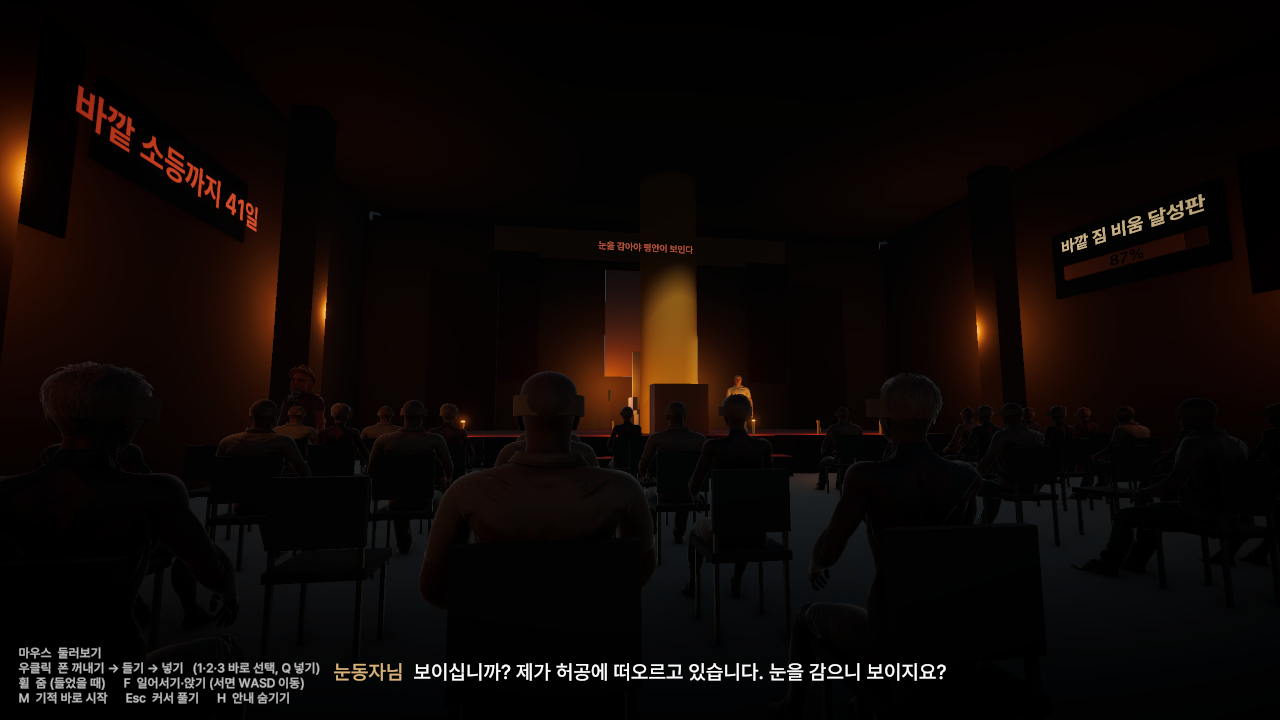 바깥 소등까지 41일
바깥 짐 비움 달성판
87%
눈을 감아야 평안이 보인다
마우스 둘러보기
우클릭 폰 꺼내기 → 들기 → 넣기 (1·2·3 바로 선택, Q 넣기)
휠 줌 (들었을 때) F 일어서기·앉기 (서면 WASD 이동)
M 기적 바로 시작 Esc 커서 풀기 H 안내 숨기기
눈동자님 보이십니까? 제가 허공에 떠오르고 있습니다. 눈을 감으니 보이지요?